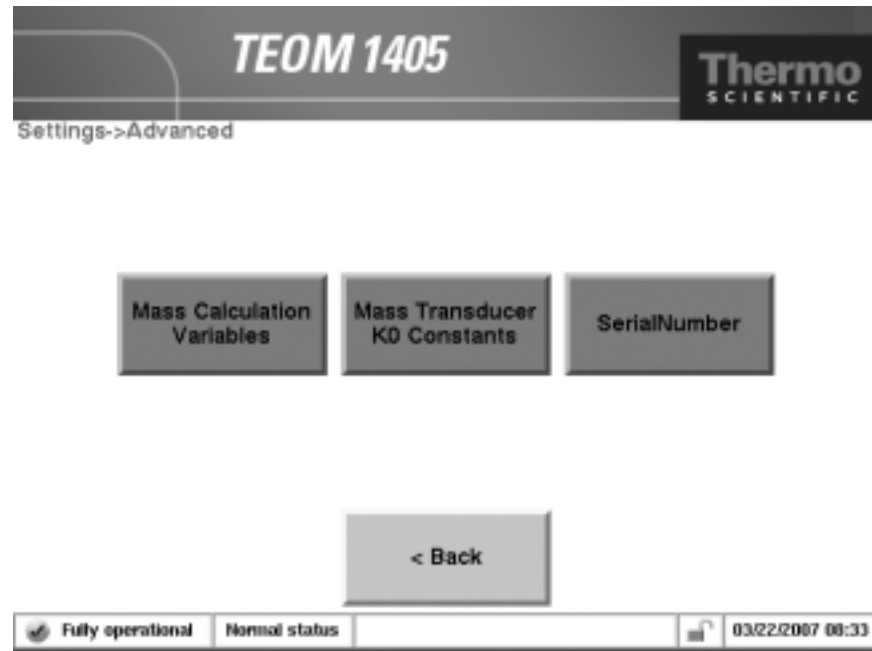 TEOM 1405
Thermo
SCIENTIFIC
Settings->Advanced
Mass Calculation
Variables
Mass Transducer
K0 Constants
SerialNumber
< Back
Fully operational
Normal status
03/22/2007 08:33